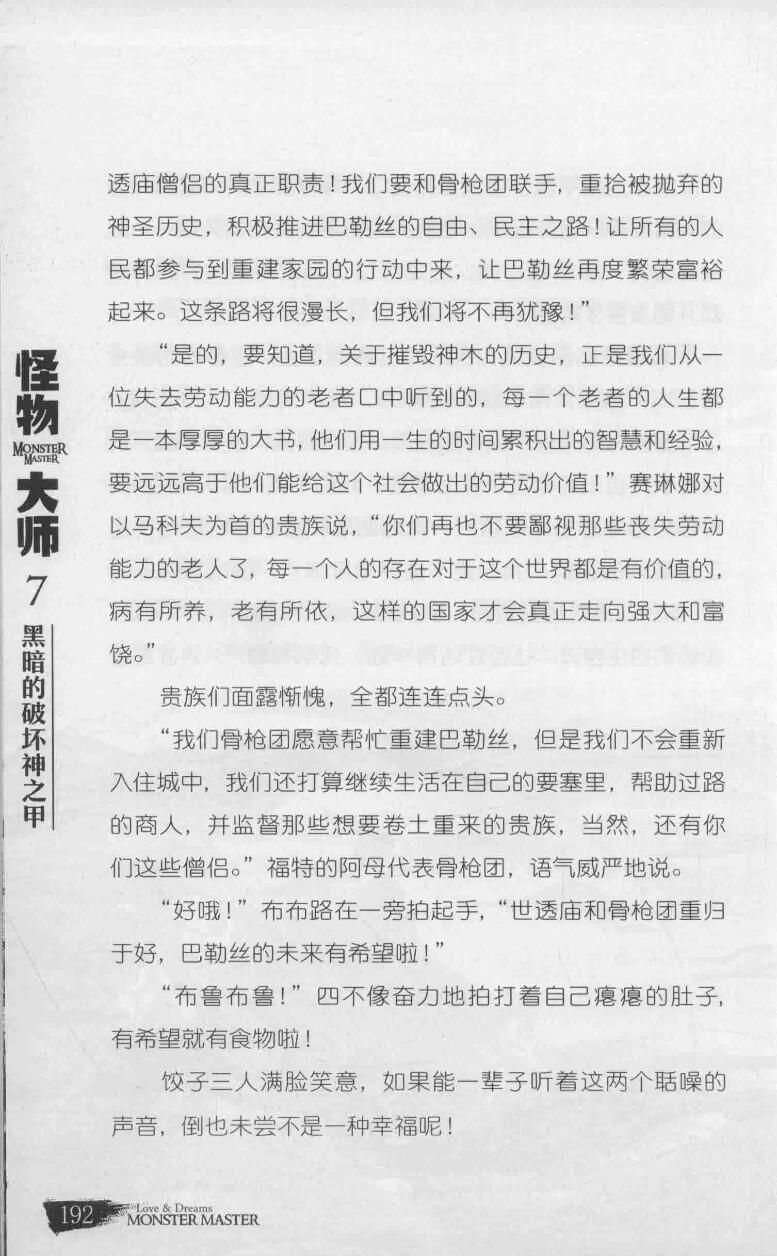 透庙僧侣的真正职责！我们要和骨枪团联手，重拾被抛弃的
神圣历史，积极推进巴勒丝的自由、民主之路！让所有的人
民都参与到重建家园的行动中来，让巴勒丝再度繁荣富裕
起来。这条路将很漫长，但我们将不再犹豫！”
“是的，要知道，关于摧毁神木的历史，正是我们从一
位失去劳动能力的老者口中听到的，每一个老者的人生都
是一本厚厚的大书，他们用一生的时间累积出的智慧和经验，
要远远高于他们能给这个社会做出的劳动价值！”赛琳娜对
以马科夫为首的贵族说，“你们再也不要鄙视那些丧失劳动
能力的老人了，每一个人的存在对于这个世界都是有价值的，
病有所养，老有所依，这样的国家才会真正走向强大和富
饶。”
贵族们面露惭愧，全都连连点头。
“我们骨枪团愿意帮忙重建巴勒丝，但是我们不会重新
入住城中，我们还打算继续生活在自己的要塞里，帮助过路
的商人，并监督那些想要卷土重来的贵族，当然，还有你
们这些僧侣。”福特的阿母代表骨枪团，语气威严地说。
“好哦！”布布路在一旁拍起手，“世透庙和骨枪团重归
于好，巴勒丝的未来有希望啦！”
“布鲁布鲁！”四不像奋力地拍打着自己瘪瘪的肚子，
有希望就有食物啦！
饺子三人满脸笑意，如果能一辈子听着这两个聒噪的
声音，倒也未尝不是一种幸福呢！
怪物
MONSTER
MASTER
大师
7
黑暗的破坏神之甲
192
Love & Dreams
MONSTER MASTER